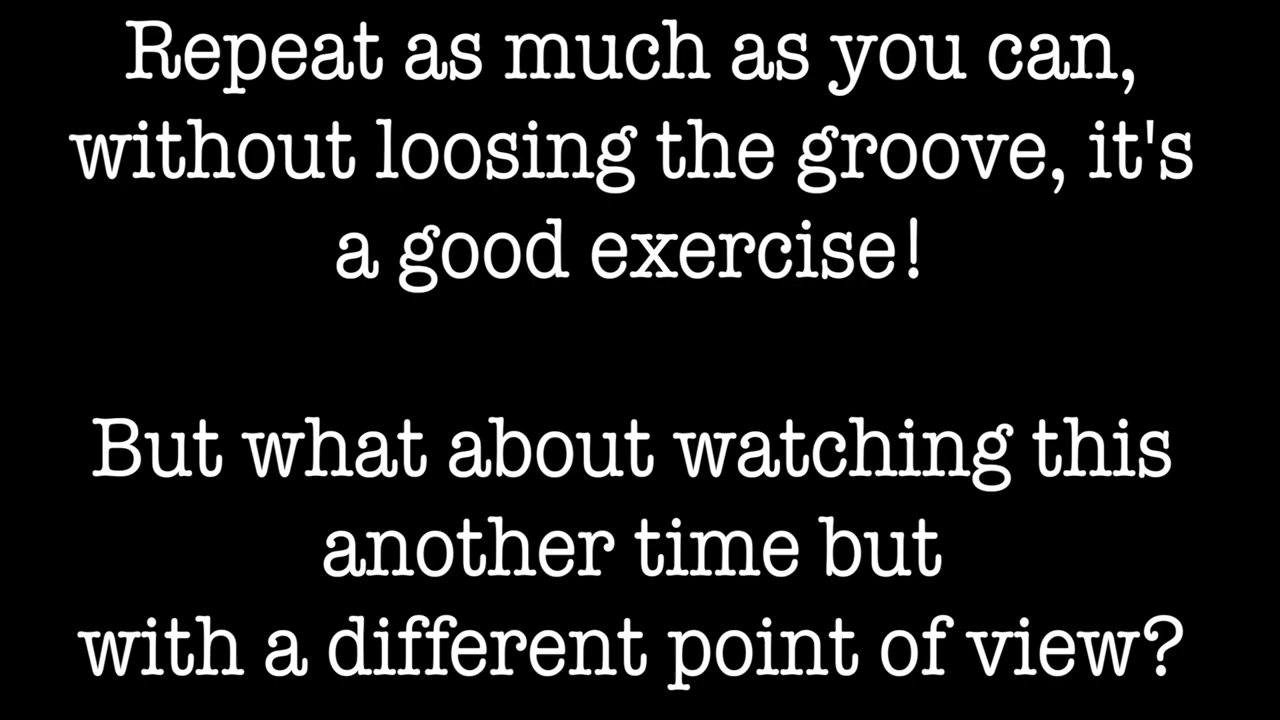 Repeat as much as you can,
without loosing the groove, it's
a good exercise!
But what about watching this
another time but
with a different point of view?